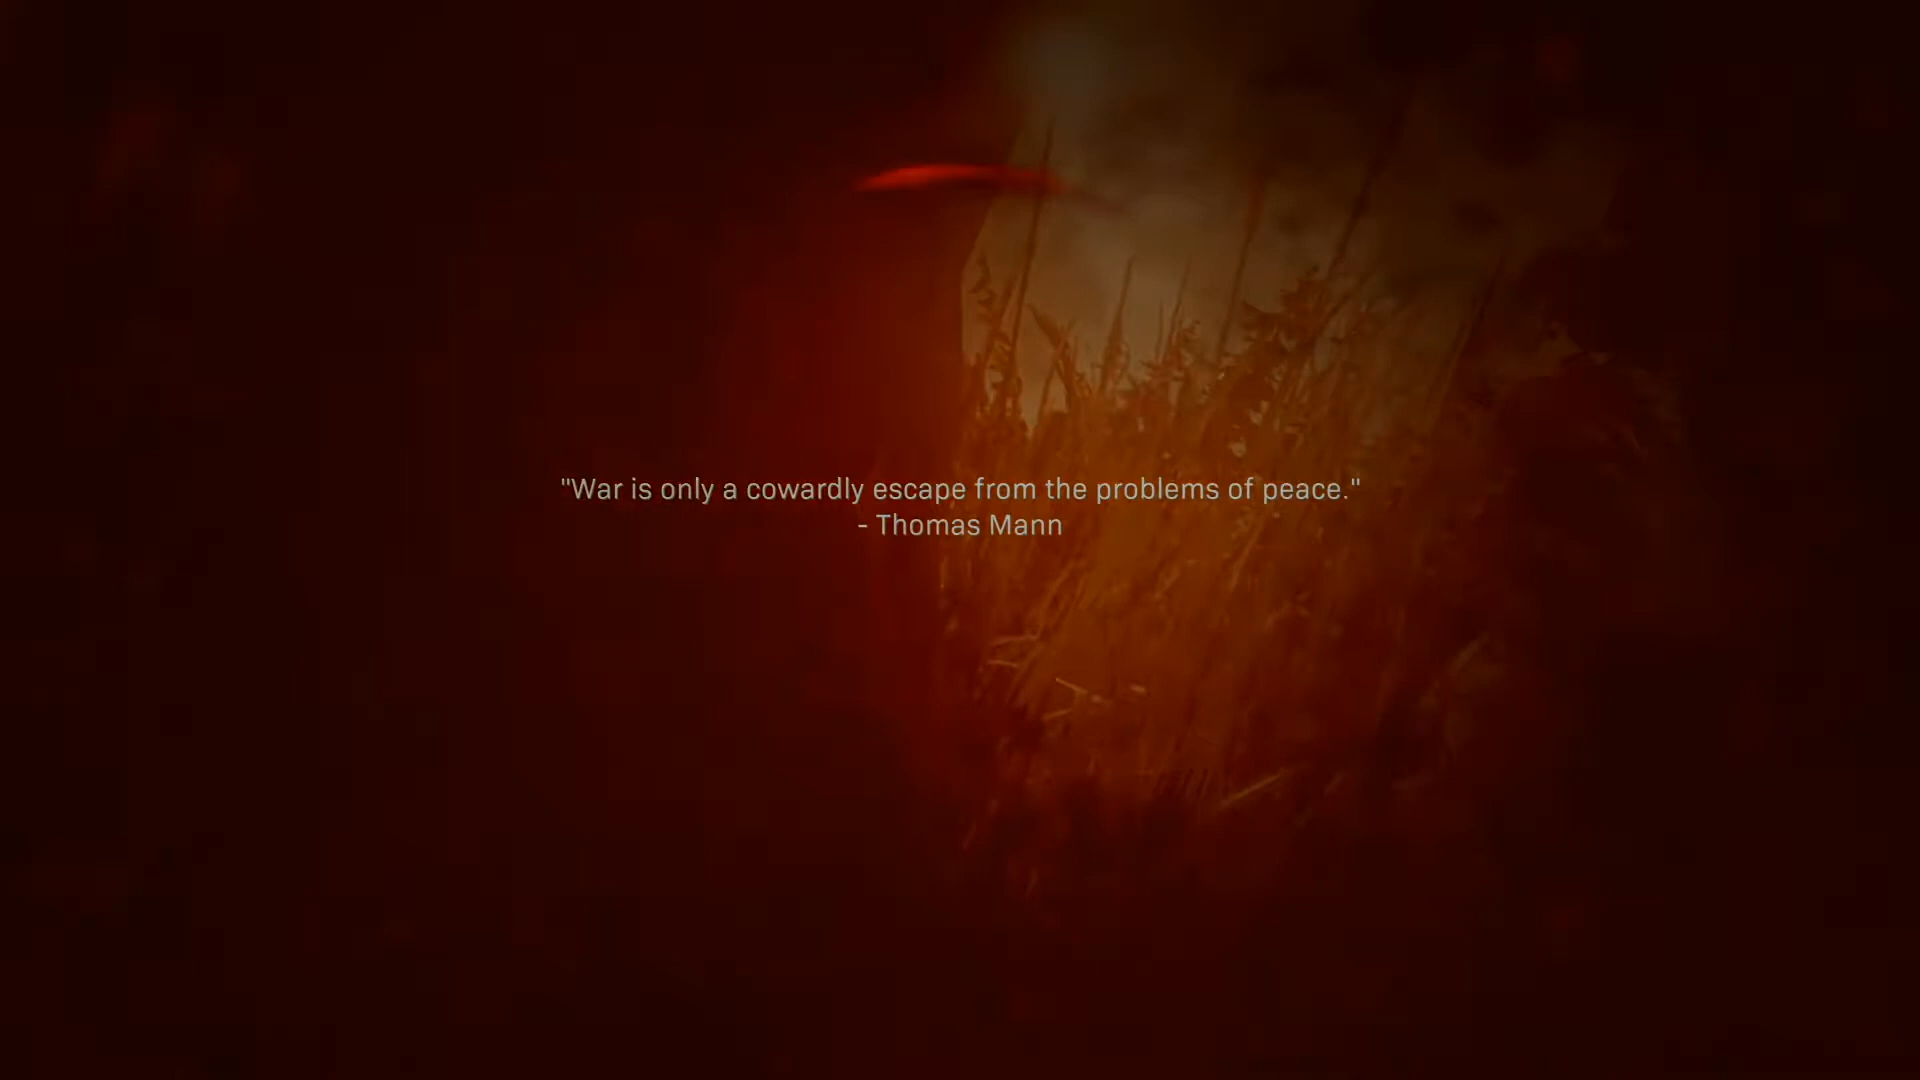 "War is only a cowardly escape from the problems of peace."
- Thomas Mann